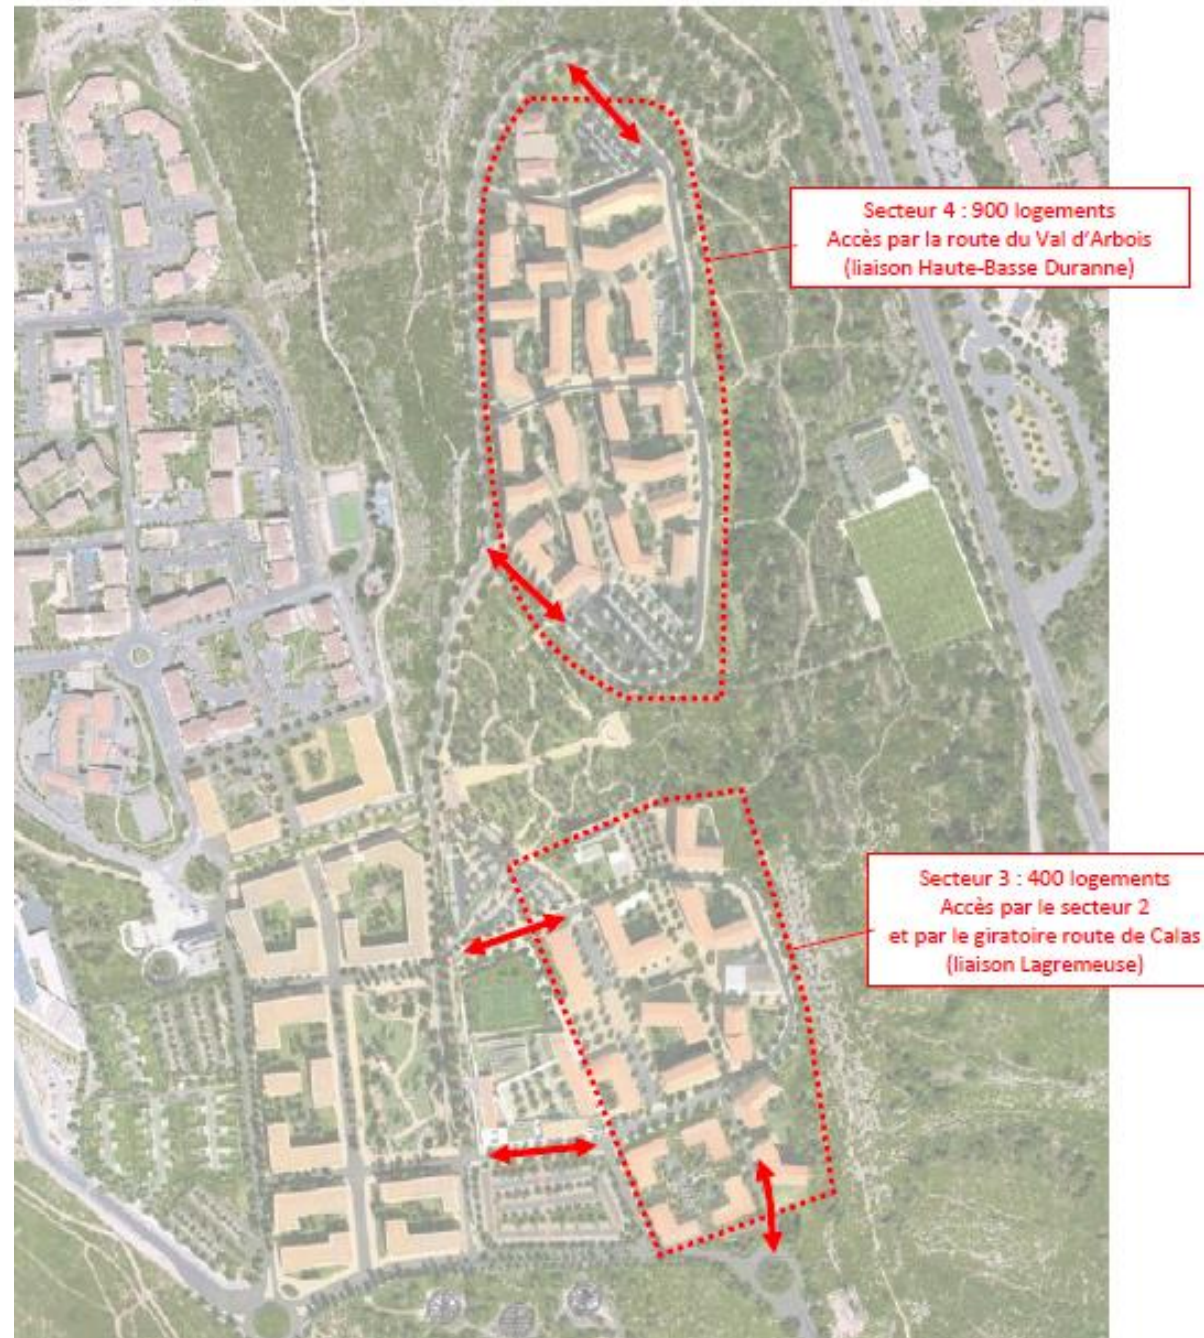 Secteur 4 : 900 logements
Accès par la route du Val d'Arbois
(liaison Haute-Basse Duranne)
Secteur 3 : 400 logements
Accès par le secteur 2
et par le giratoire route de Calas
(liaison Lagremeuse)